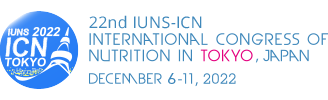 IUNS 2022
ICN
TOKYO
22nd IUNS-ICN
INTERNATIONAL CONGRESS OF
NUTRITION IN TOKYO, JAPAN
DECEMBER 6-11, 2022